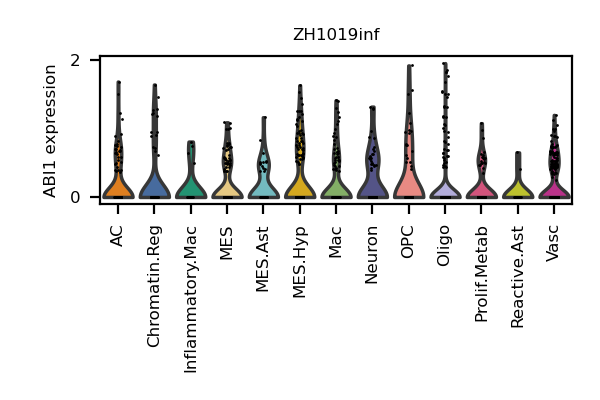 ZH1019inf
ABI1 expression
2
0
AC
Chromatin.Reg
Inflammatory.Mac
MES
MES.Ast
MES.Hyp
Mac
Neuron
OPC
Oligo
Prolif.Metab
Reactive.Ast
Vasc